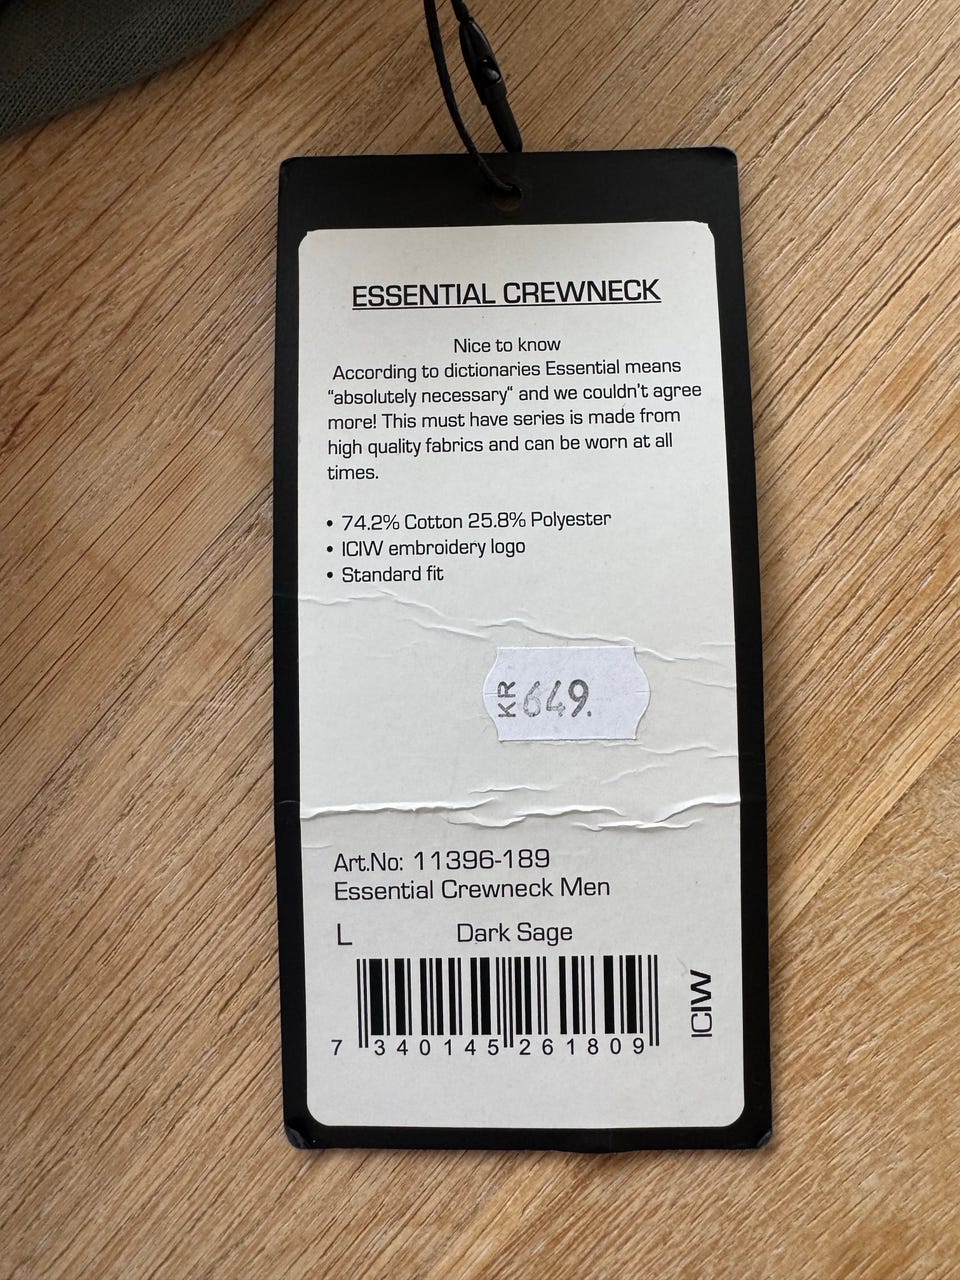 ESSENTIAL CREWNECK
Nice to know
According to dictionaries Essential means
“absolutely necessary“ and we couldn't agree
more! This must have series is made from
high quality fabrics and can be worn at all
times.
• 74.2% Cotton 25.8% Polyester
• ICIW embroidery logo
• Standard fit
KR 649.
Art.No: 11396-189
Essential Crewneck Men
L Dark Sage
7 340145 261809
ICIW